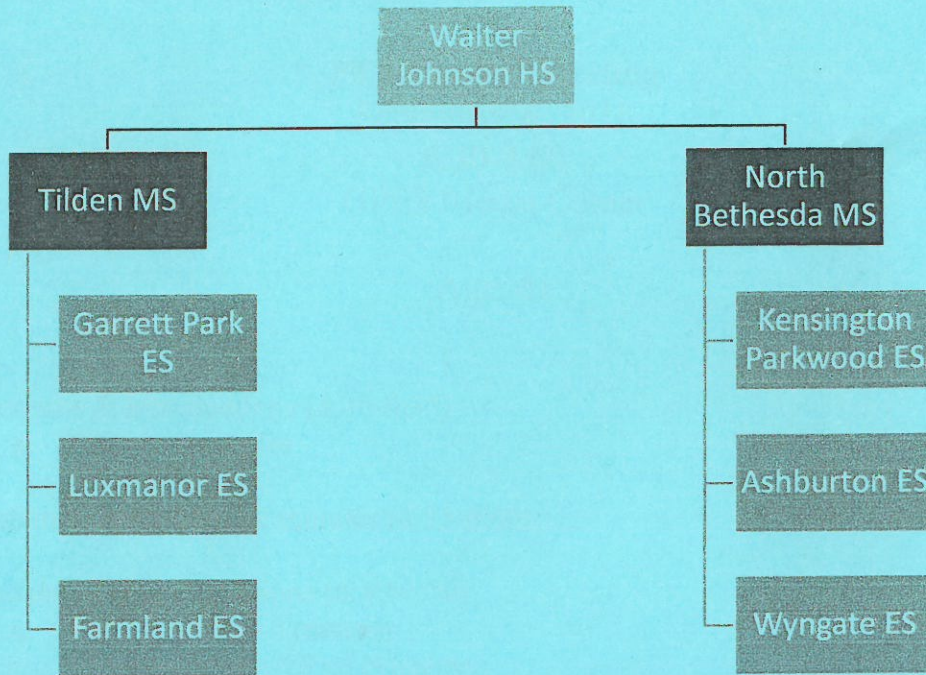 Walter
Johnson HS
Tilden MS
North
Bethesda MS
Garrett Park
ES
Kensington
Parkwood ES
Luxmanor ES
Ashburton ES
Farmland ES
Wyngate ES